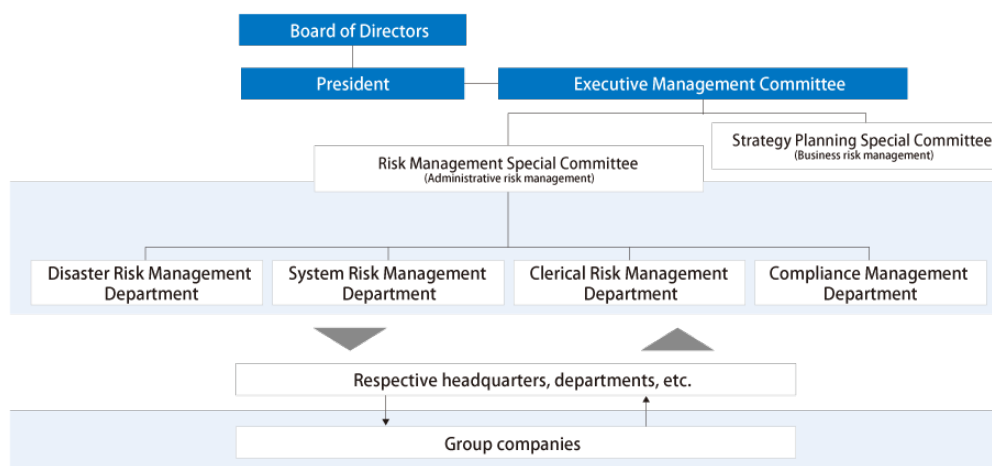 Board of Directors
President
Executive Management Committee
Strategy Planning Special Committee
(Business risk management)
Risk Management Special Committee
(Administrative risk management)
Disaster Risk Management
Department
System Risk Management
Department
Clerical Risk Management
Department
Compliance Management
Department
Respective headquarters, departments, etc.
Group companies